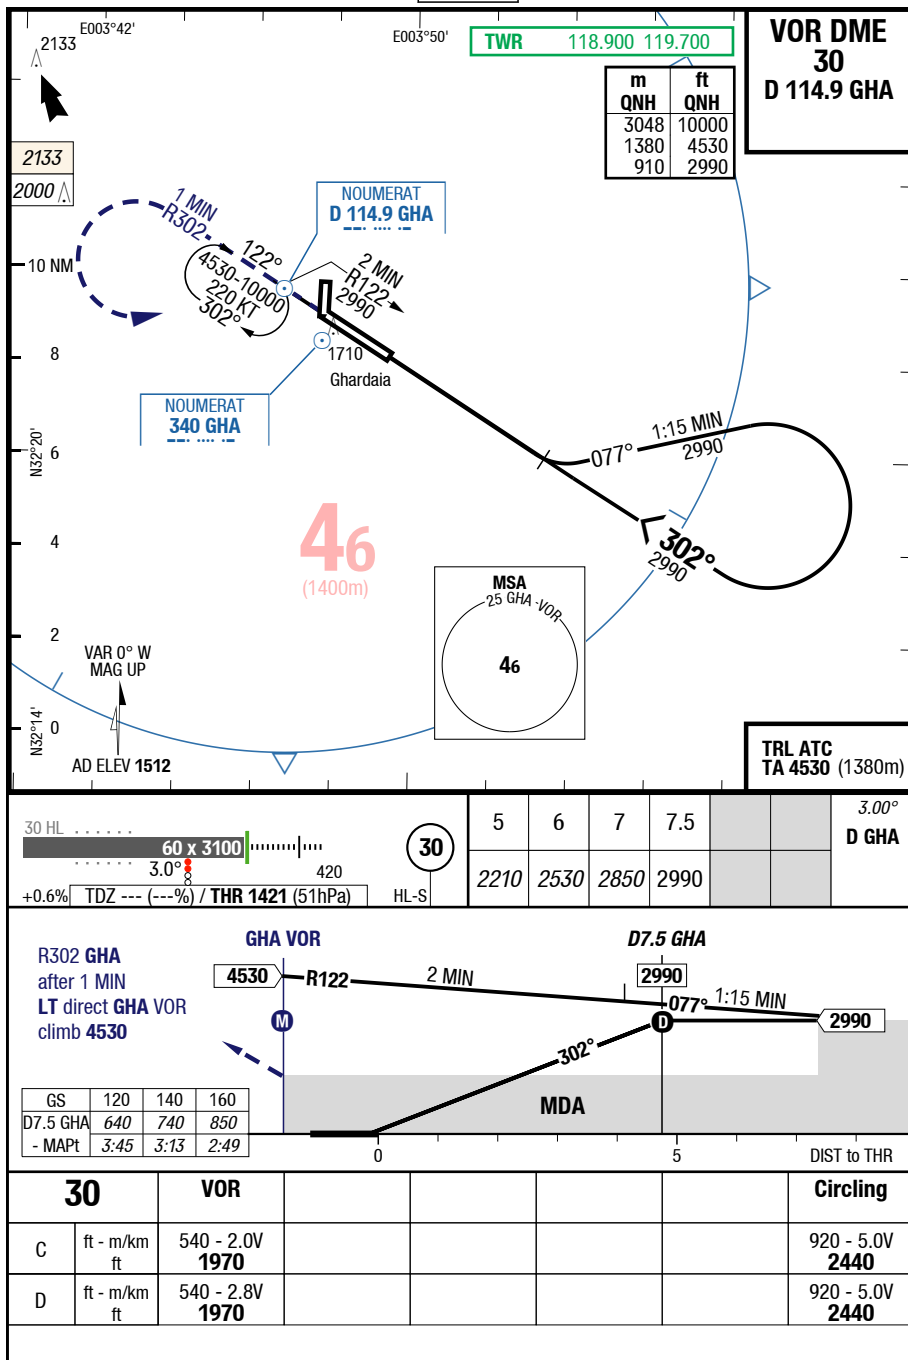 E003°42'
E003°50'
2133
TWR 118.900 119.700
VOR DME
30
D 114.9 GHA
m ft
QNH QNH
3048 10000
1380 4530
910 2990
2133
2000
NOUMERAT
D 114.9 GHA
1 MIN
R302
122°
4530-10000
220 KT
302°
2 MIN
R122
2990
10 NM
8
1710
Ghardaia
NOUMERAT
340 GHA
N32°20'
6
1:15 MIN
077°
2990
46
(1400m)
302°
2990
4
MSA
25 GHA VOR
46
2
VAR 0° W
MAG UP
N32°14'
0
AD ELEV 1512
TRL ATC
TA 4530 (1380m)
30 HL
60 x 3100
3.0°
420
+0.6%
TDZ --- (---%) / THR 1421 (51hPa)
30
HL-S
5 6 7 7.5
2210 2530 2850 2990
3.00°
D GHA
GHA VOR
D7.5 GHA
R302 GHA
after 1 MIN
LT direct GHA VOR
climb 4530
4530
R122
2 MIN
2990
077°
1:15 MIN
2990
M
D
302°
MDA
GS 120 140 160
D7.5 GHA 640 740 850
- MAPt 3:45 3:13 2:49
0
5
DIST to THR
30 VOR Circling
C ft - m/km 540 - 2.0V 920 - 5.0V
ft 1970 2440
D ft - m/km 540 - 2.8V 920 - 5.0V
ft 1970 2440